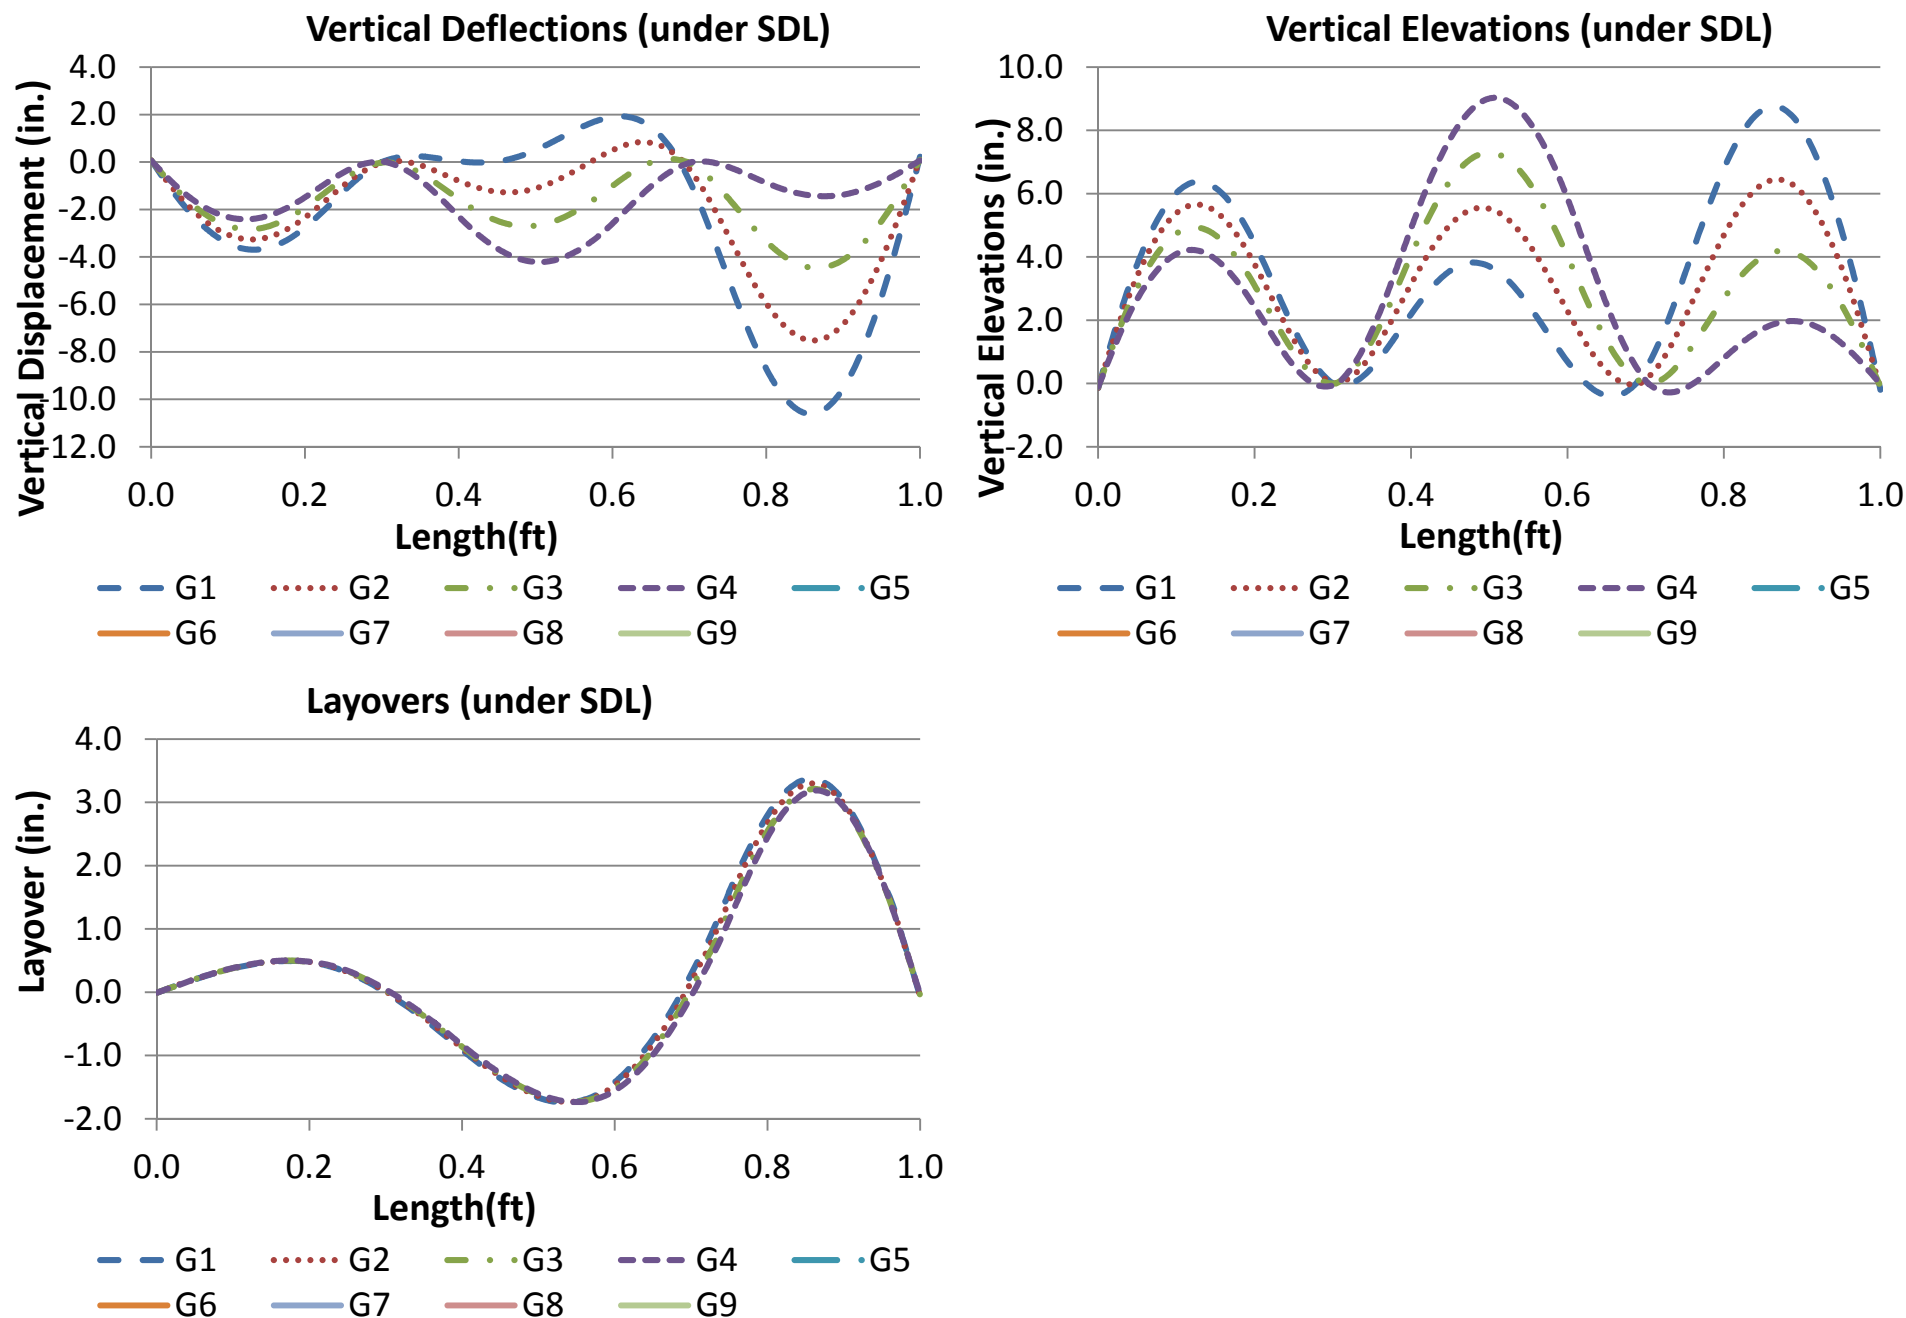 Vertical Deflections (under SDL)
Vertical Displacement (in.)
4.0
2.0
0.0
-2.0
-4.0
-6.0
-8.0
-10.0
-12.0
0.0 0.2 0.4 0.6 0.8 1.0
Length(ft)
G1 G2 G3 G4 G5
G6 G7 G8 G9
Vertical Elevations (under SDL)
Vertical Elevations (in.)
10.0
8.0
6.0
4.0
2.0
0.0
-2.0
0.0 0.2 0.4 0.6 0.8 1.0
Length(ft)
G1 G2 G3 G4 G5
G6 G7 G8 G9
Layovers (under SDL)
Layover (in.)
4.0
3.0
2.0
1.0
0.0
-1.0
-2.0
0.0 0.2 0.4 0.6 0.8 1.0
Length(ft)
G1 G2 G3 G4 G5
G6 G7 G8 G9